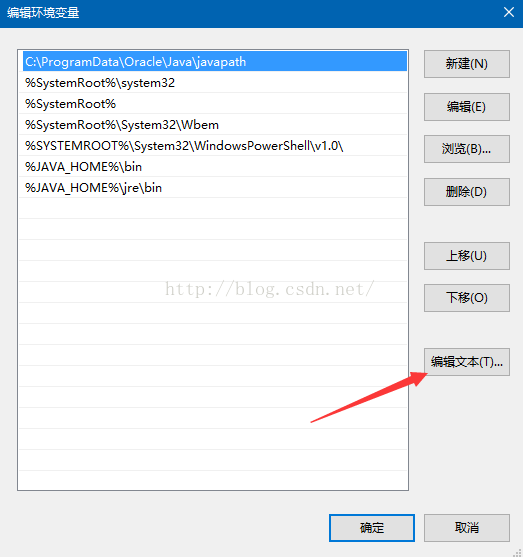 编辑环境变量
C:\ProgramData\Oracle\Java\javapath
%SystemRoot%\system32
%SystemRoot%
%SystemRoot%\System32\Wbem
%SYSTEMROOT%\System32\WindowsPowerShell\v1.0\
%JAVA_HOME%\bin
%JAVA_HOME%\jre\bin
http://blog.csdn.net/
新建(N)
编辑(E)
浏览(B)...
删除(D)
上移(U)
下移(O)
编辑文本(T)...
确定
取消